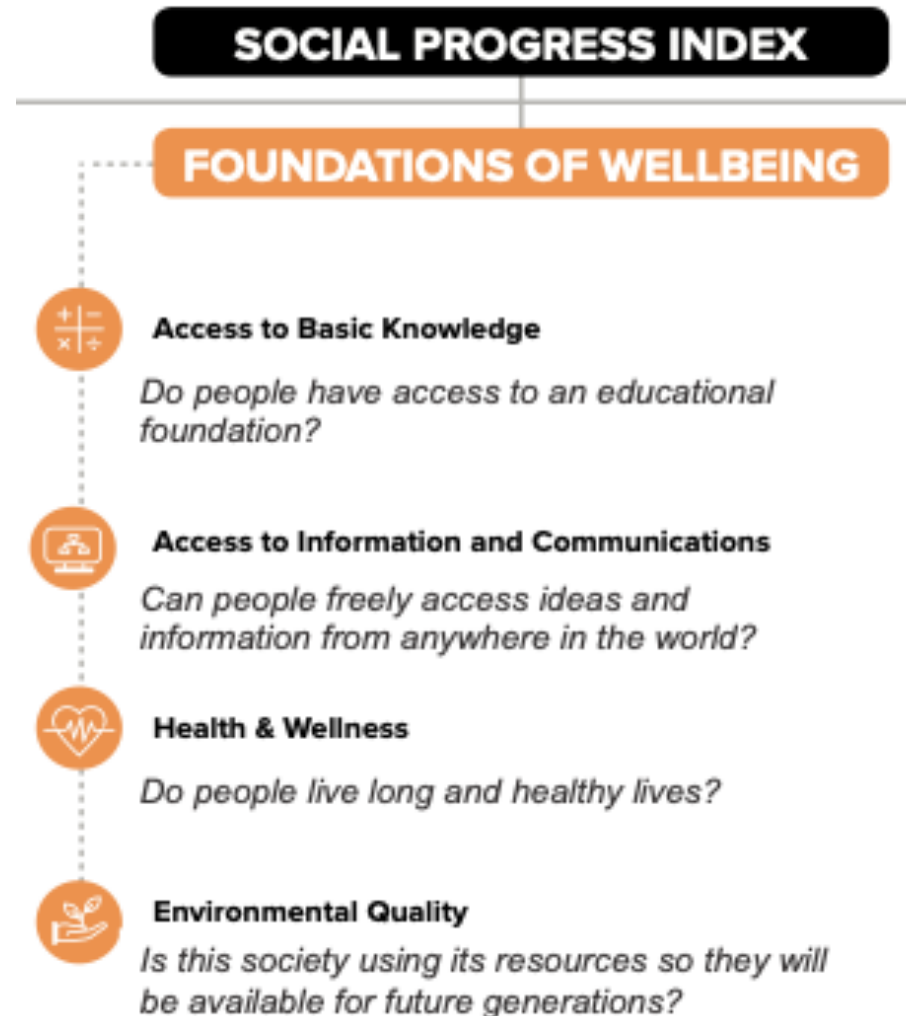 SOCIAL PROGRESS INDEX
FOUNDATIONS OF WELLBEING
Access to Basic Knowledge
Do people have access to an educational
foundation?
Access to Information and Communications
Can people freely access ideas and
information from anywhere in the world?
Health & Wellness
Do people live long and healthy lives?
Environmental Quality
Is this society using its resources so they will
be available for future generations?